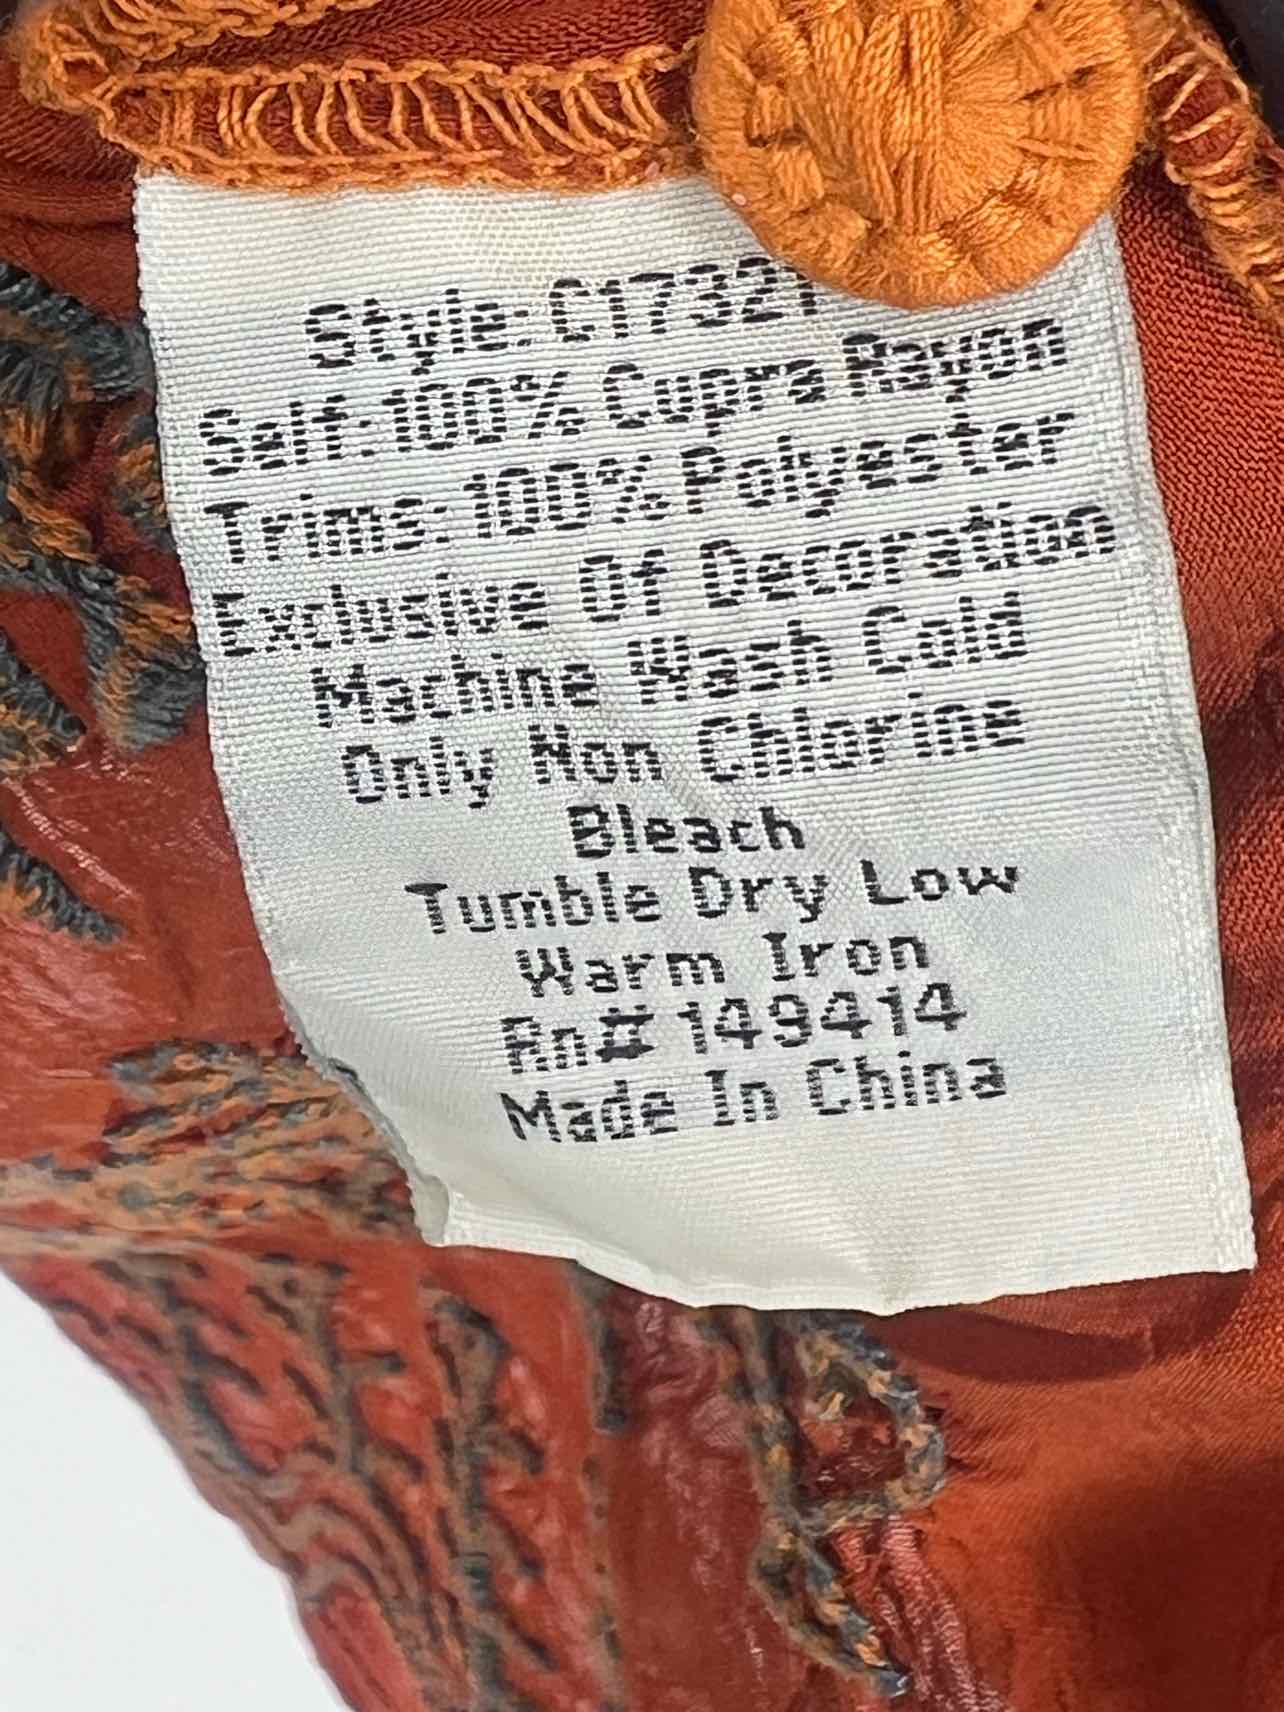 Style: C17321
Self:100% Cupra Rayon
Trims:100% Polyester
Exclusive Of Decoration
Machine Wash Cold
Only Non Chlorine
Bleach
Tumble Dry Low
Warm Iron
Rn# 149414
Made In China